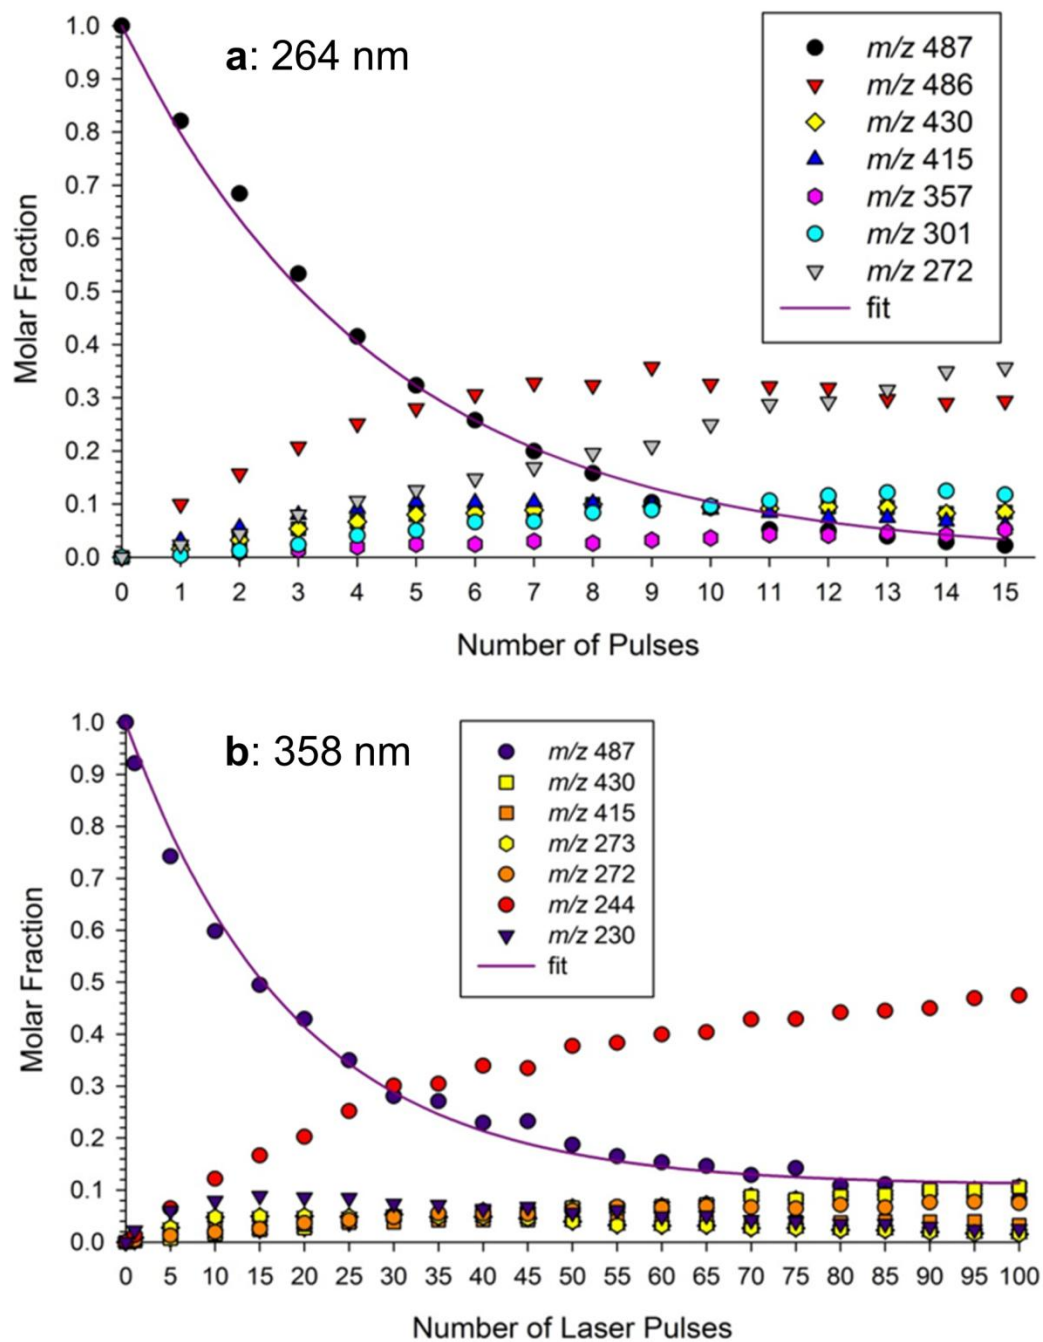 a: 264 nm
m/z 487
m/z 486
m/z 430
m/z 415
m/z 357
m/z 301
m/z 272
fit
Molar Fraction
1.0
0.9
0.8
0.7
0.6
0.5
0.4
0.3
0.2
0.1
0.0
0 1 2 3 4 5 6 7 8 9 10 11 12 13 14 15
Number of Pulses
b: 358 nm
m/z 487
m/z 430
m/z 415
m/z 273
m/z 272
m/z 244
m/z 230
fit
Molar Fraction
1.0
0.9
0.8
0.7
0.6
0.5
0.4
0.3
0.2
0.1
0.0
0 5 10 15 20 25 30 35 40 45 50 55 60 65 70 75 80 85 90 95 100
Number of Laser Pulses